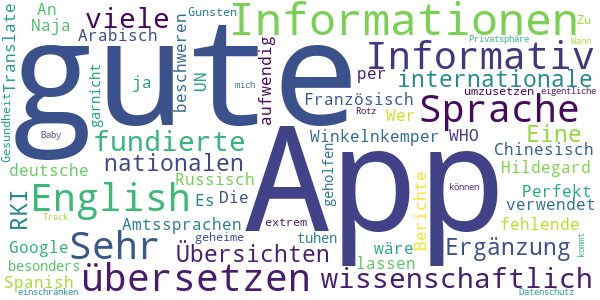 An Naja viele Gunsten Informationen Zu
Arabisch Privatsphäre Wann
Translate beschweren aufwendig Informativ
gute ja UN per internationale
Gesundheit garnicht mich Französisch umzusetzen eigentliche
Baby Rotz Wer Sprache
fundierte App Winkelnkemper WHO Eine
deutsche nationalen geholfen Chinesisch Hildegard
English Russisch Es Die können Perfekt
RKI Track Amtssprachen extrem Berichte verwendet
Google Sehr geheime tuhen wäre fehlende
besonders Übersichten lassen Ergänzung kommt
Spanish übersetzen wissenschaftlich
einschränken Datenschutz